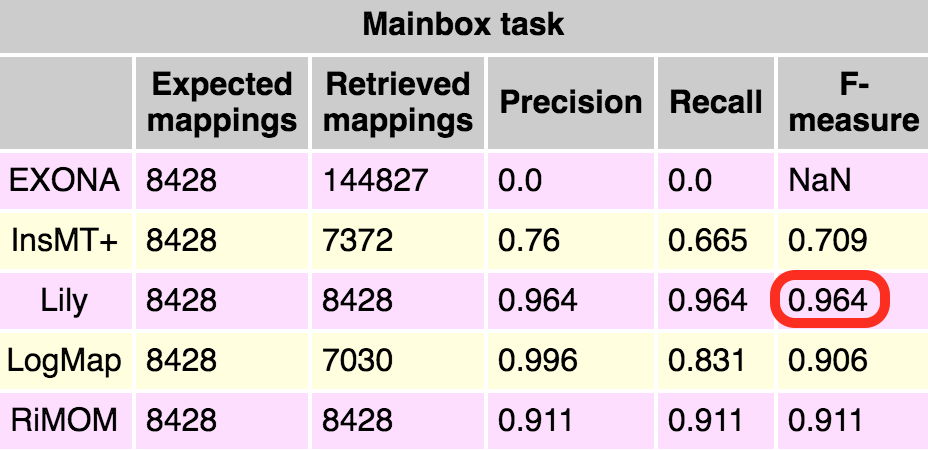 Mainbox task
Expected mappings Retrieved mappings Precision Recall F-measure
EXONA 8428 144827 0.0 0.0 NaN
InsMT+ 8428 7372 0.76 0.665 0.709
Lily 8428 8428 0.964 0.964 0.964
LogMap 8428 7030 0.996 0.831 0.906
RiMOM 8428 8428 0.911 0.911 0.911